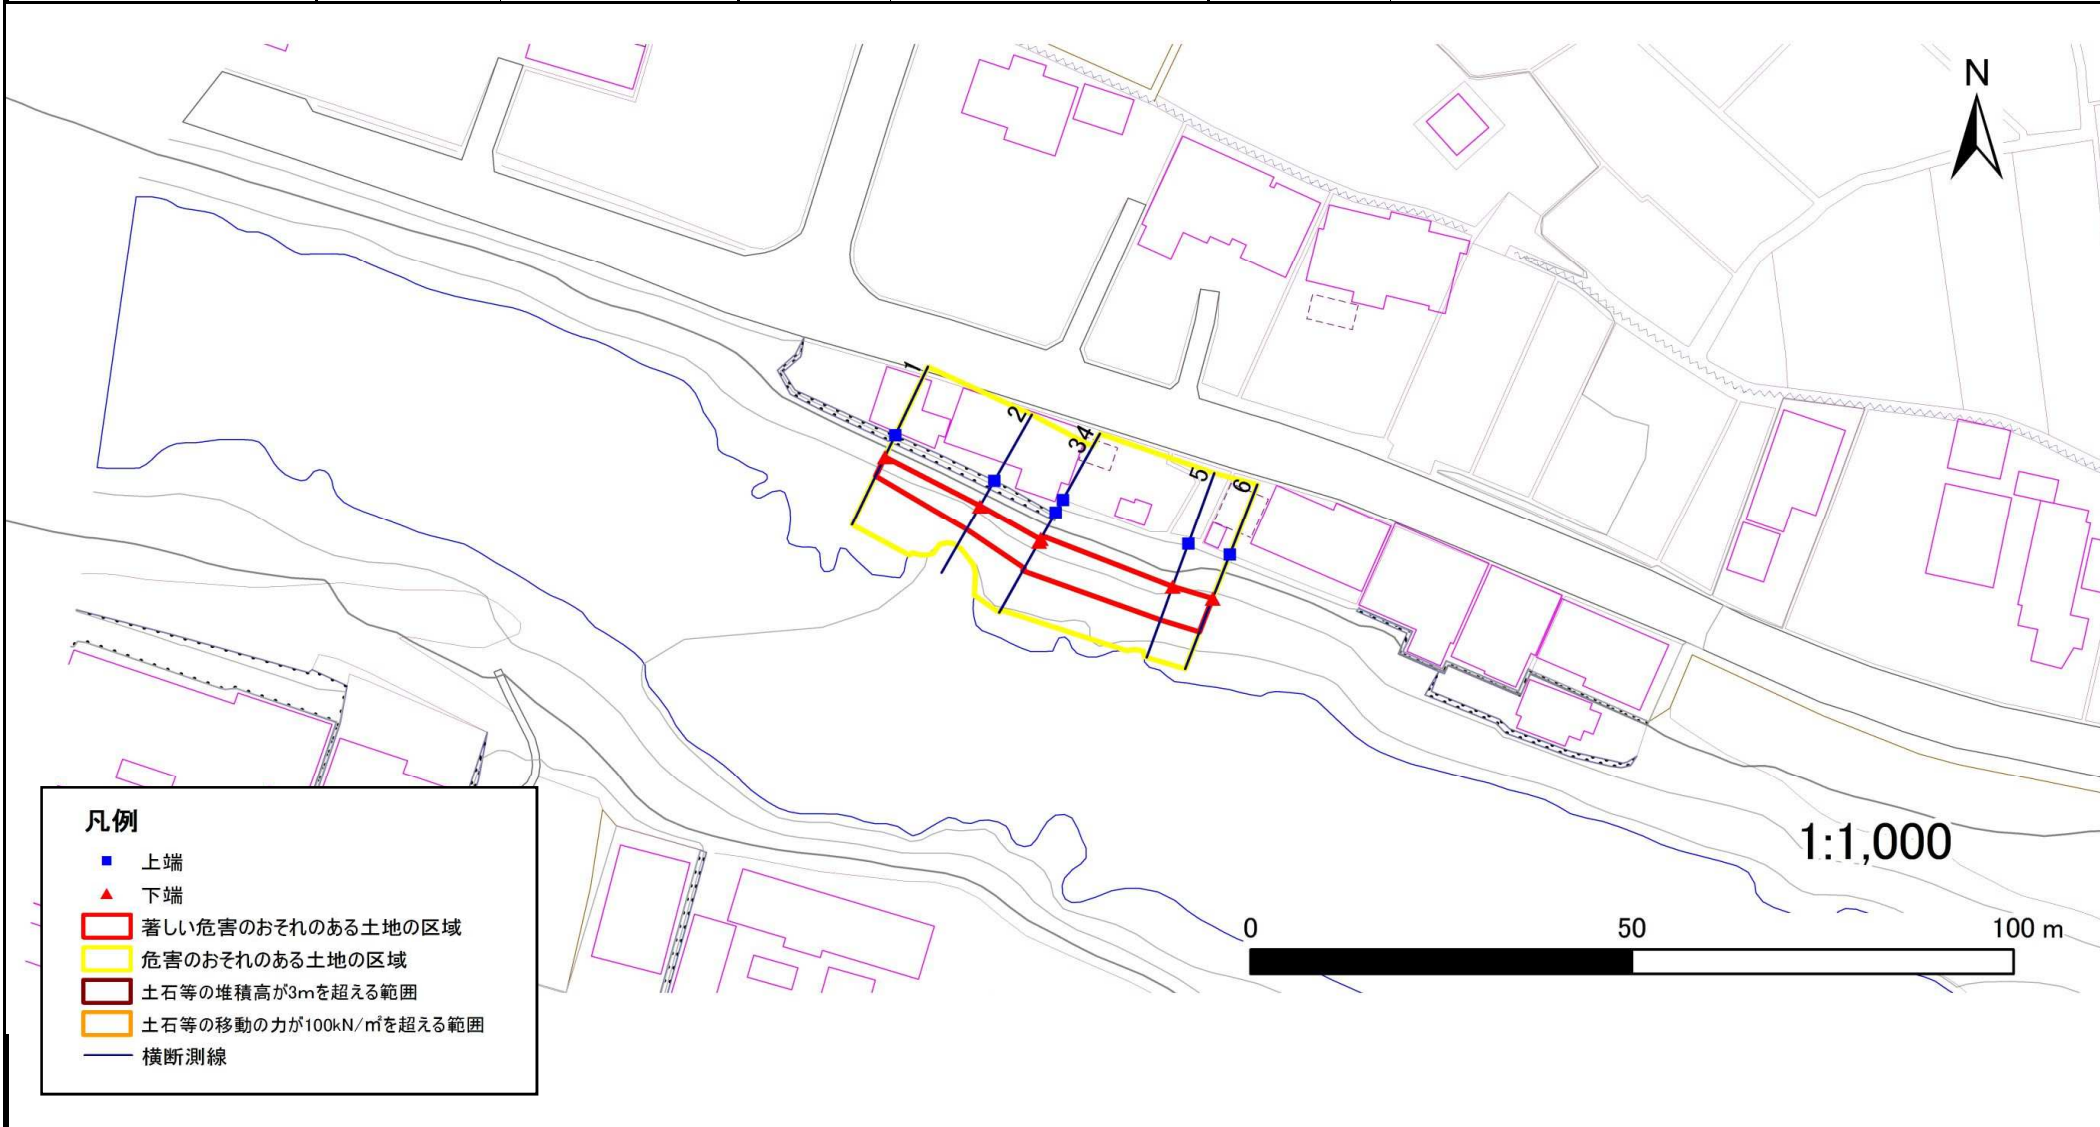 N
1
2
34
5
6
1:1,000
0 50 100 m
凡例
上端
下端
著しい危害のおそれのある土地の区域
危害のおそれのある土地の区域
土石等の堆積高が3mを超える範囲
土石等の移動の力が100kN/㎡を超える範囲
横断測線